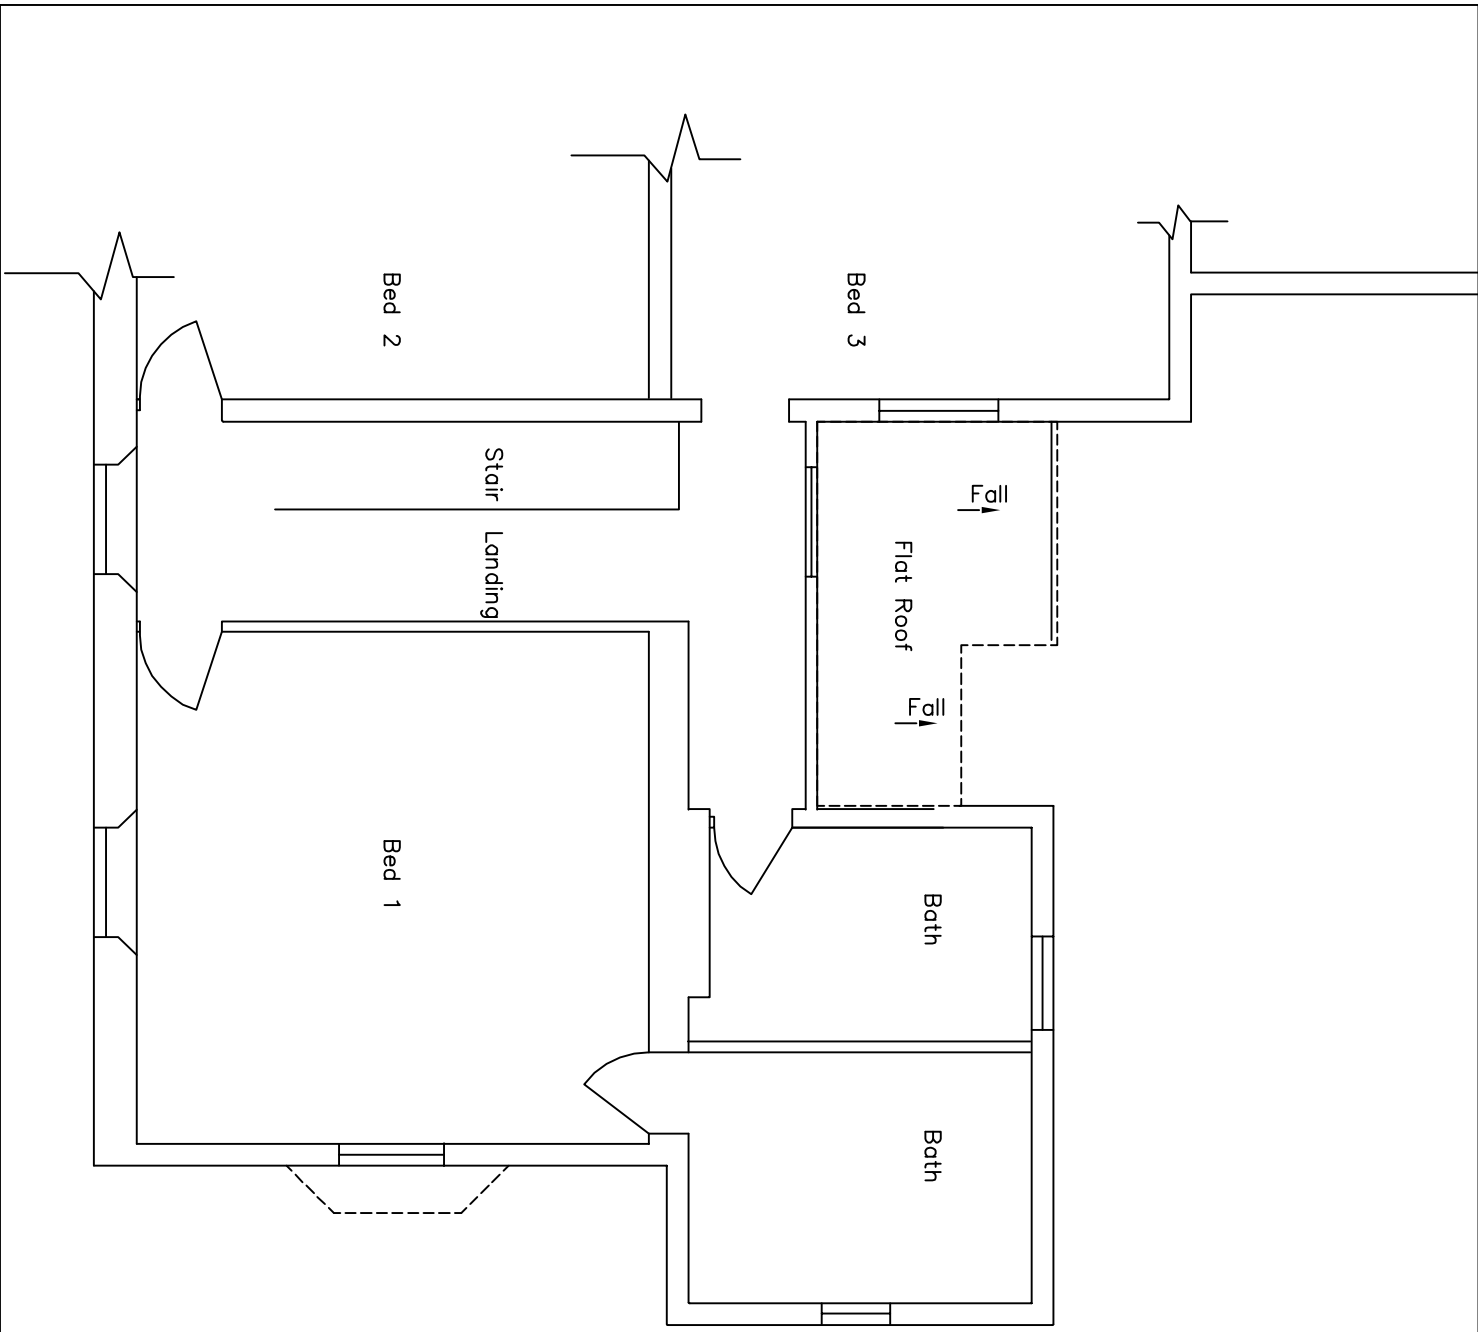 Bed 2
Bed 3
Stair
Landing
Fall
Flat Roof
Fall
Bed 1
Bath
Bath